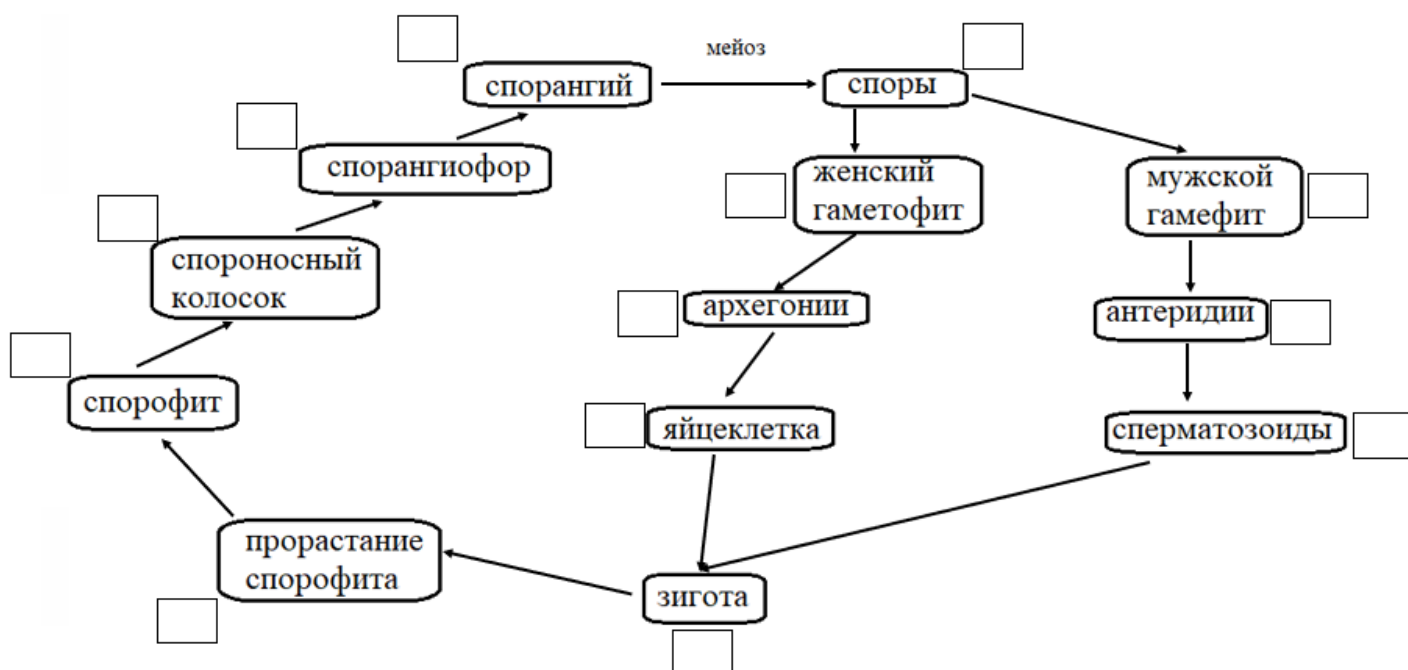 мейоз
спорангий
споры
спорангиофор
женский
гаметофит
мужской
гамефит
спороносный
колосок
архегонии
антеридии
спорофит
яйцеклетка
сперматозоиды
прорастание
спорофита
зигота